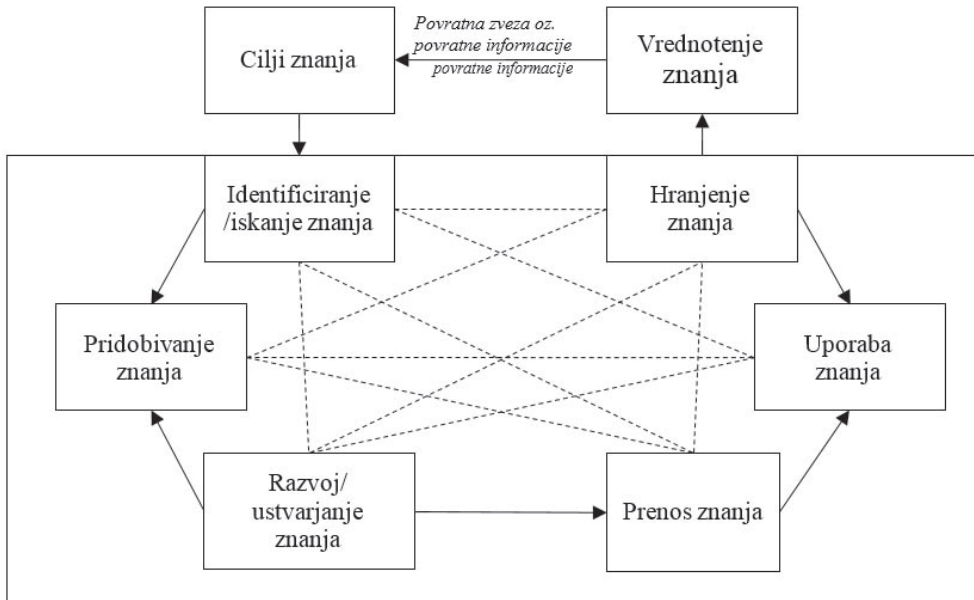 Cilji znanja
Povratna zveza oz.
povratne informacije
povratne informacije
Vrednotenje
znanja
Identificiranje
/iskanje znanja
Hranjenje
znanja
Pridobivanje
znanja
Uporaba
znanja
Razvoj/
ustvarjanje
znanja
Prenos znanja